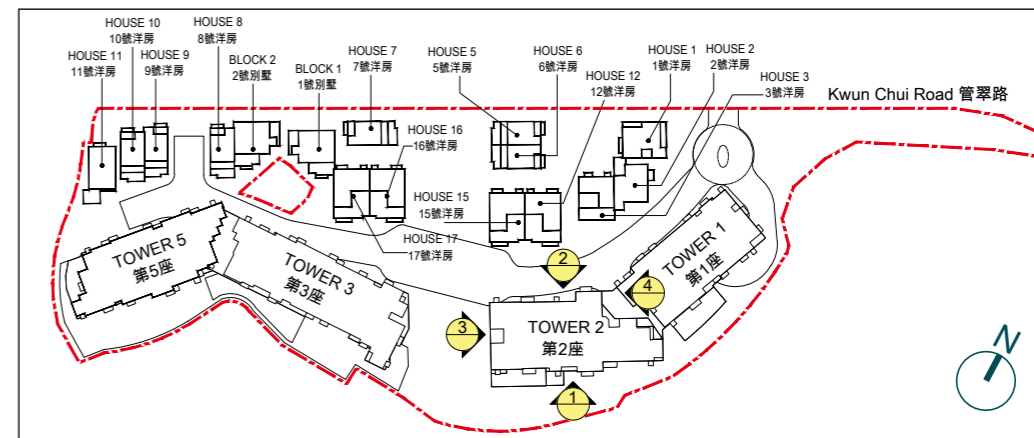 HOUSE 11
11號洋房
HOUSE 10
10號洋房
HOUSE 9
9號洋房
HOUSE 8
8號洋房
BLOCK 2
2號別墅
BLOCK 1
1號別墅
HOUSE 7
7號洋房
HOUSE 16
16號洋房
HOUSE 5
5號洋房
HOUSE 6
6號洋房
HOUSE 12
12號洋房
HOUSE 1
1號洋房
HOUSE 2
2號洋房
HOUSE 3
3號洋房
Kwun Chui Road 管翠路
HOUSE 15
15號洋房
HOUSE 17
17號洋房
TOWER 5
第5座
TOWER 3
第3座
TOWER 2
第2座
TOWER 1
第1座
2
4
3
1
N